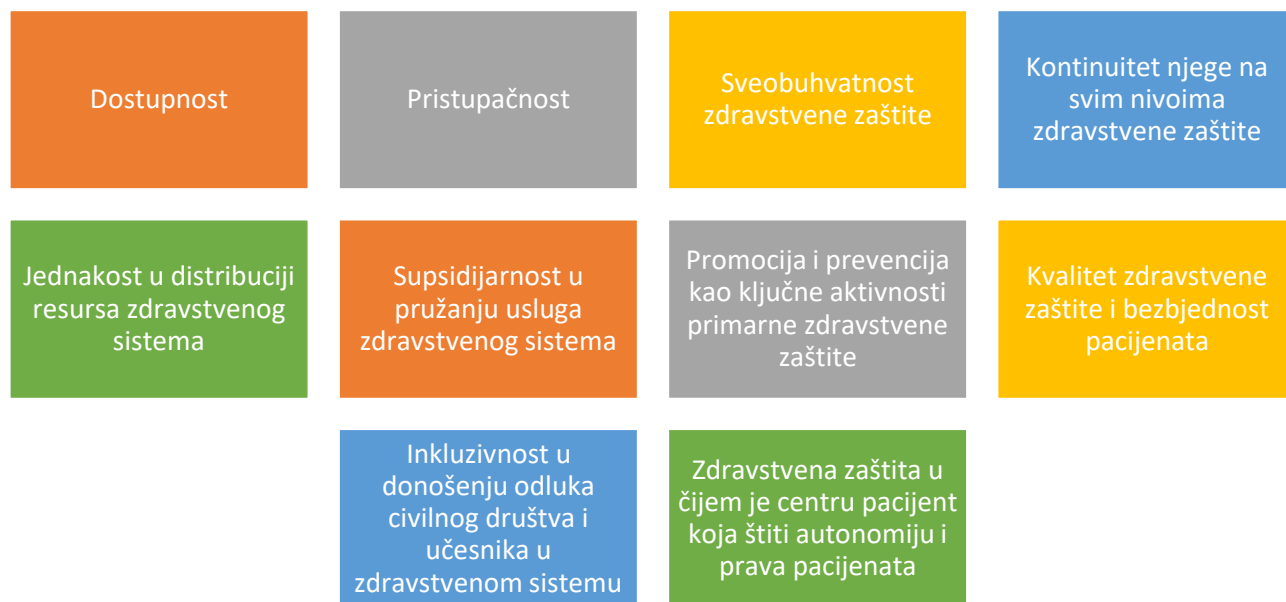 Dostupnost
Pristupačnost
Sveobuhvatnost
zdravstvene zaštite
Kontinuitet njege na
svim nivoima
zdravstvene zaštite
Jednakost u distribuciji
resursa zdravstvenog
sistema
Supsidijarnost u
pružanju usluga
zdravstvenog sistema
Promocija i prevencija
kao ključne aktivnosti
primarne zdravstvene
zaštite
Kvalitet zdravstvene
zaštite i bezbjednost
pacijenata
Inkluzivnost u
donošenju odluka
civilnog društva i
učesnika u
zdravstvenom sistemu
Zdravstvena zaštita u
čijem je centru pacijent
koja štiti autonomiju i
prava pacijenata